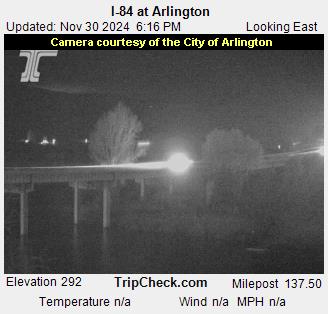 I-84 at Arlington
Updated: Nov 30 2024 6:16 PM Looking East
Camera courtesy of the City of Arlington
Elevation 292 TripCheck.com Milepost 137.50
Temperature n/a Wind n/a MPH n/a